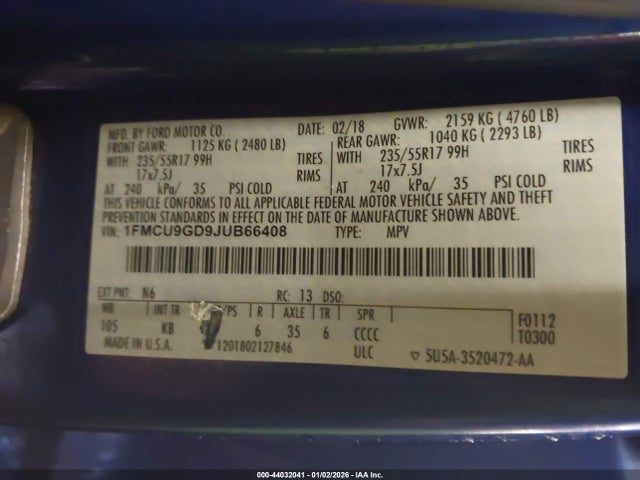 MFD. BY FORD MOTOR CO. DATE: 02/18 GVWR: 2159 KG ( 4760 LB)
FRONT GAWR: 1125 KG ( 2480 LB) REAR GAWR: 1040 KG ( 2293 LB)
WITH 235/55R17 99H TIRES WITH 235/55R17 99H TIRES
17x7.5J RIMS 17x7.5J RIMS
AT 240 kPa/ 35 PSI COLD AT 240 kPa/ 35 PSI COLD
THIS VEHICLE CONFORMS TO ALL APPLICABLE FEDERAL MOTOR VEHICLE SAFETY AND THEFT
PREVENTION STANDARDS IN EFFECT ON THE DATE OF MANUFACTURE SHOWN ABOVE.
VIN: 1FMCU9GD9JUB66408 TYPE: MPV
EXT PNT: N6 RC: 13 DSO:
WB INT TR PS R AXLE TR SPR
105 KB 6 35 6 CCCC
F0112
T0300
MADE IN U.S.A. 1201802127846 ULC ▽ 5U5A-3520472-AA
000-44032041 - 01/02/2026 - IAA Inc.